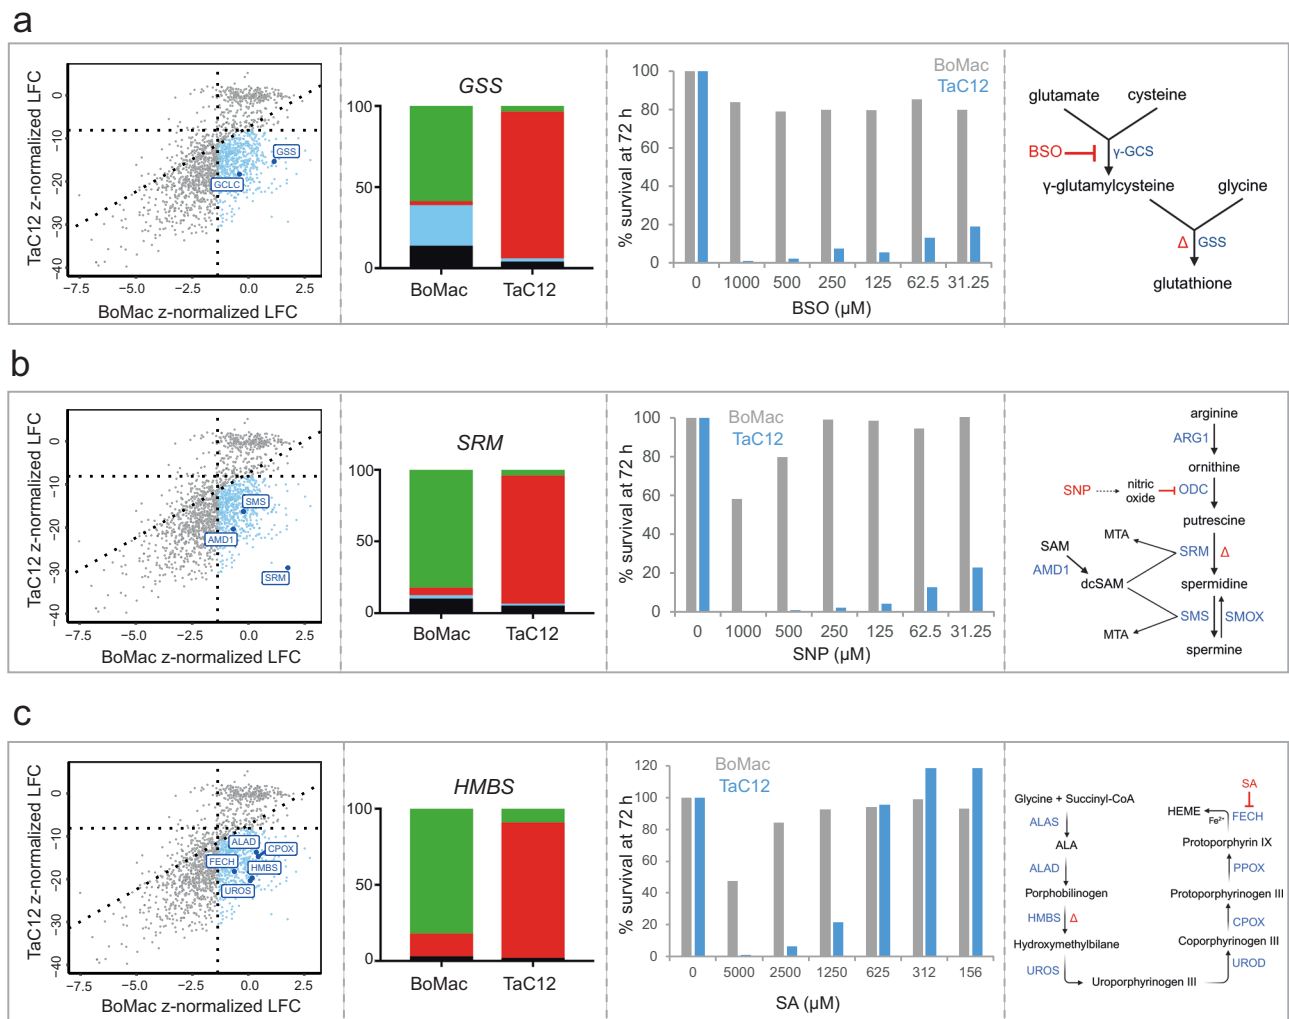 a
TaC12 z-normalized LFC
0
−10
−20
−30
−40
GSS
GCLC
−7.5
−5.0
−2.5
0.0
2.5
BoMac z-normalized LFC
GSS
100
50
0
BoMac
TaC12
% survival at 72 h
100
80
60
40
20
0
BoMac
TaC12
0
1000
500
250
125
62.5
31.25
BSO (µM)
glutamate
cysteine
BSO
γ-GCS
γ-glutamylcysteine
glycine
Δ
GSS
glutathione
b
TaC12 z-normalized LFC
0
−10
−20
−30
−40
SMS
AMD1
SRM
−7.5
−5.0
−2.5
0.0
2.5
BoMac z-normalized LFC
SRM
100
50
0
BoMac
TaC12
% survival at 72 h
100
80
60
40
20
0
BoMac
TaC12
0
1000
500
250
125
62.5
31.25
SNP (µM)
arginine
ARG1
ornithine
SNP
nitric
oxide
ODC
putrescine
MTA
SAM
SRM
Δ
AMD1
dcSAM
spermidine
SMS
SMOX
MTA
spermine
c
TaC12 z-normalized LFC
0
−10
−20
−30
−40
ALAD
CPOX
FECH
HMBS
UROS
−7.5
−5.0
−2.5
0.0
2.5
BoMac z-normalized LFC
HMBS
100
50
0
BoMac
TaC12
% survival at 72 h
120
100
80
60
40
20
0
BoMac
TaC12
0
5000
2500
1250
625
312
156
SA (µM)
Glycine + Succinyl-CoA
ALAS
ALA
ALAD
Porphobilinogen
HMBS
Δ
Hydroxymethylbilane
UROS
Uroporphyrinogen III
SA
HEME
Fe²⁺
FECH
Protoporphyrin IX
PPOX
Protoporphyrinogen III
CPOX
Coporphyrinogen III
UROD